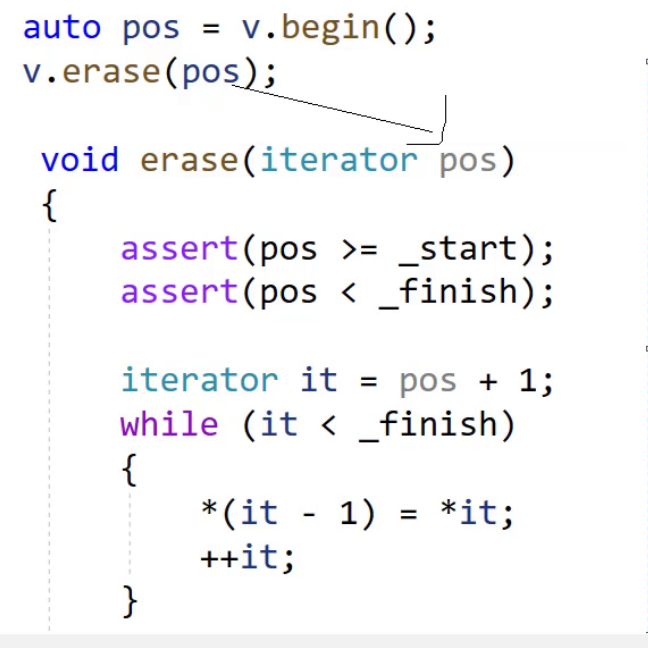 auto pos = v.begin();
v.erase(pos);
void erase(iterator pos)
{
assert(pos >= _start);
assert(pos < _finish);
iterator it = pos + 1;
while (it < _finish)
{
*(it - 1) = *it;
++it;
}